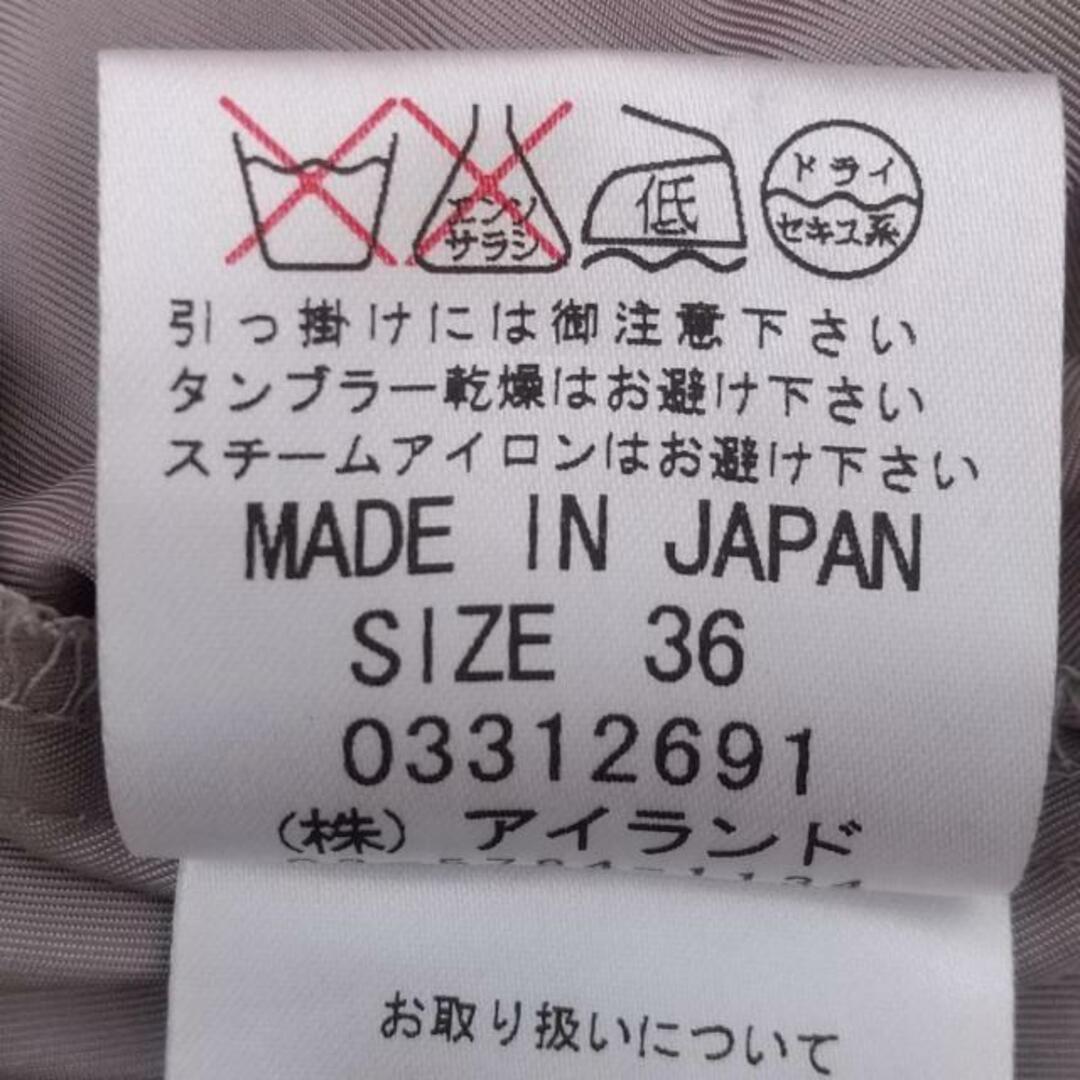 エンソ
サラシ
低
ドライ
セキユ系
引っ掛けには御注意下さい
タンブラー乾燥はお避け下さい
スチームアイロンはお避け下さい
MADE IN JAPAN
SIZE 36
03312691
(株) アイランド
お取り扱いについて